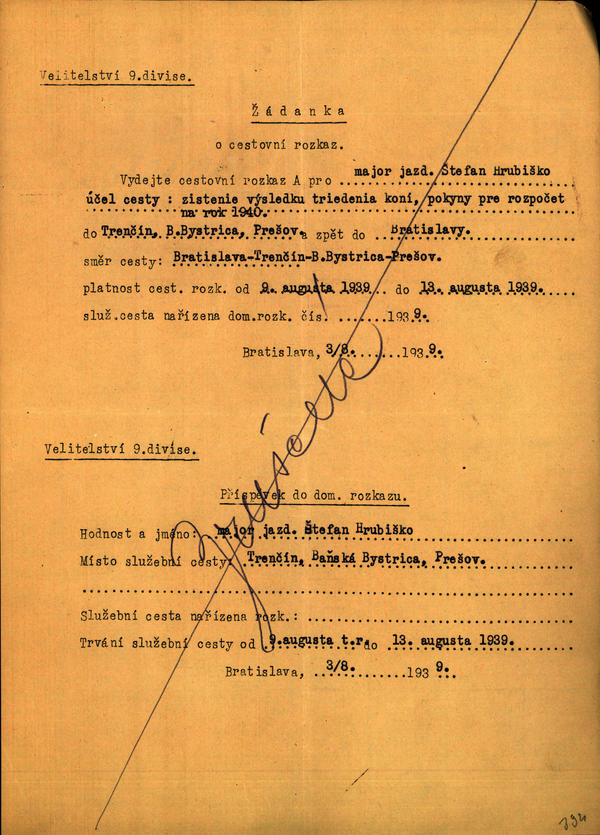 Velitelství 9.divise.
Žádanka
o cestovní rozkaz.
Vydejte cestovní rozkaz A pro major jazd. Štefan Hrubiško
účel cesty : zistenie výsledku triedenia koní, pokyny pre rozpočet
na rok 1940.
do Trenčín, B.Bystrica, Prešov. a zpět do Bratislavy.
směr cesty: Bratislava-Trenčín-B.Bystrica-Prešov.
platnost cest. rozk. od 9. augusta 1939... do 13. augusta 1939.
služ.cesta nařízena dom.rozk. čís. ........1939.
Bratislava, 3/8.........1939.
Velitelství 9.divise.
Příspěvek do dom. rozkazu.
Hodnost a jméno: major jazd. Štefan Hrubiško
Místo služební cesty: Trenčín, Baňská Bystrica, Prešov.
Služební cesta nařízena rozk.:
Trvání služební cesty od 9.augusta t.r. do 13. augusta 1939.
Bratislava, 3/8.........1939.